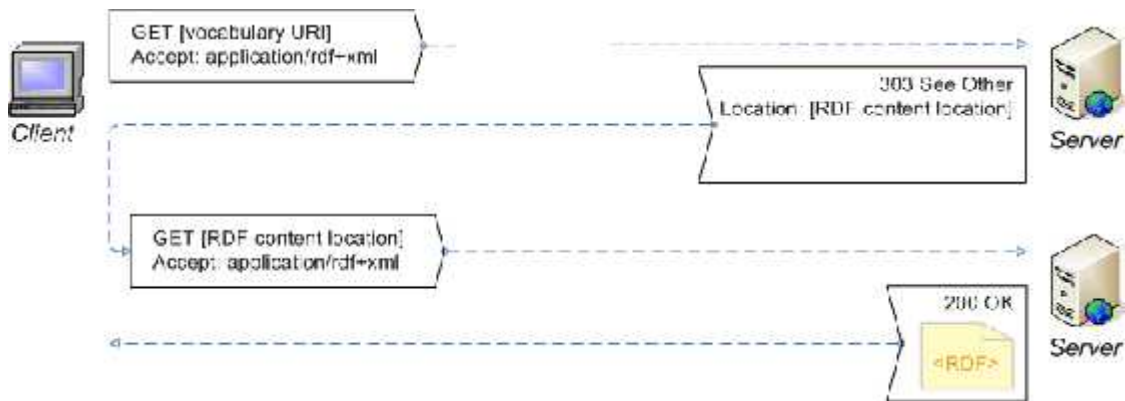 GET [vocabulary URI]
Accept: application/rdf+xml
Client
303 See Other
Location: [RDF content location]
Server
GET [RDF content location]
Accept: application/rdf+xml
200 OK
<RDF>
Server